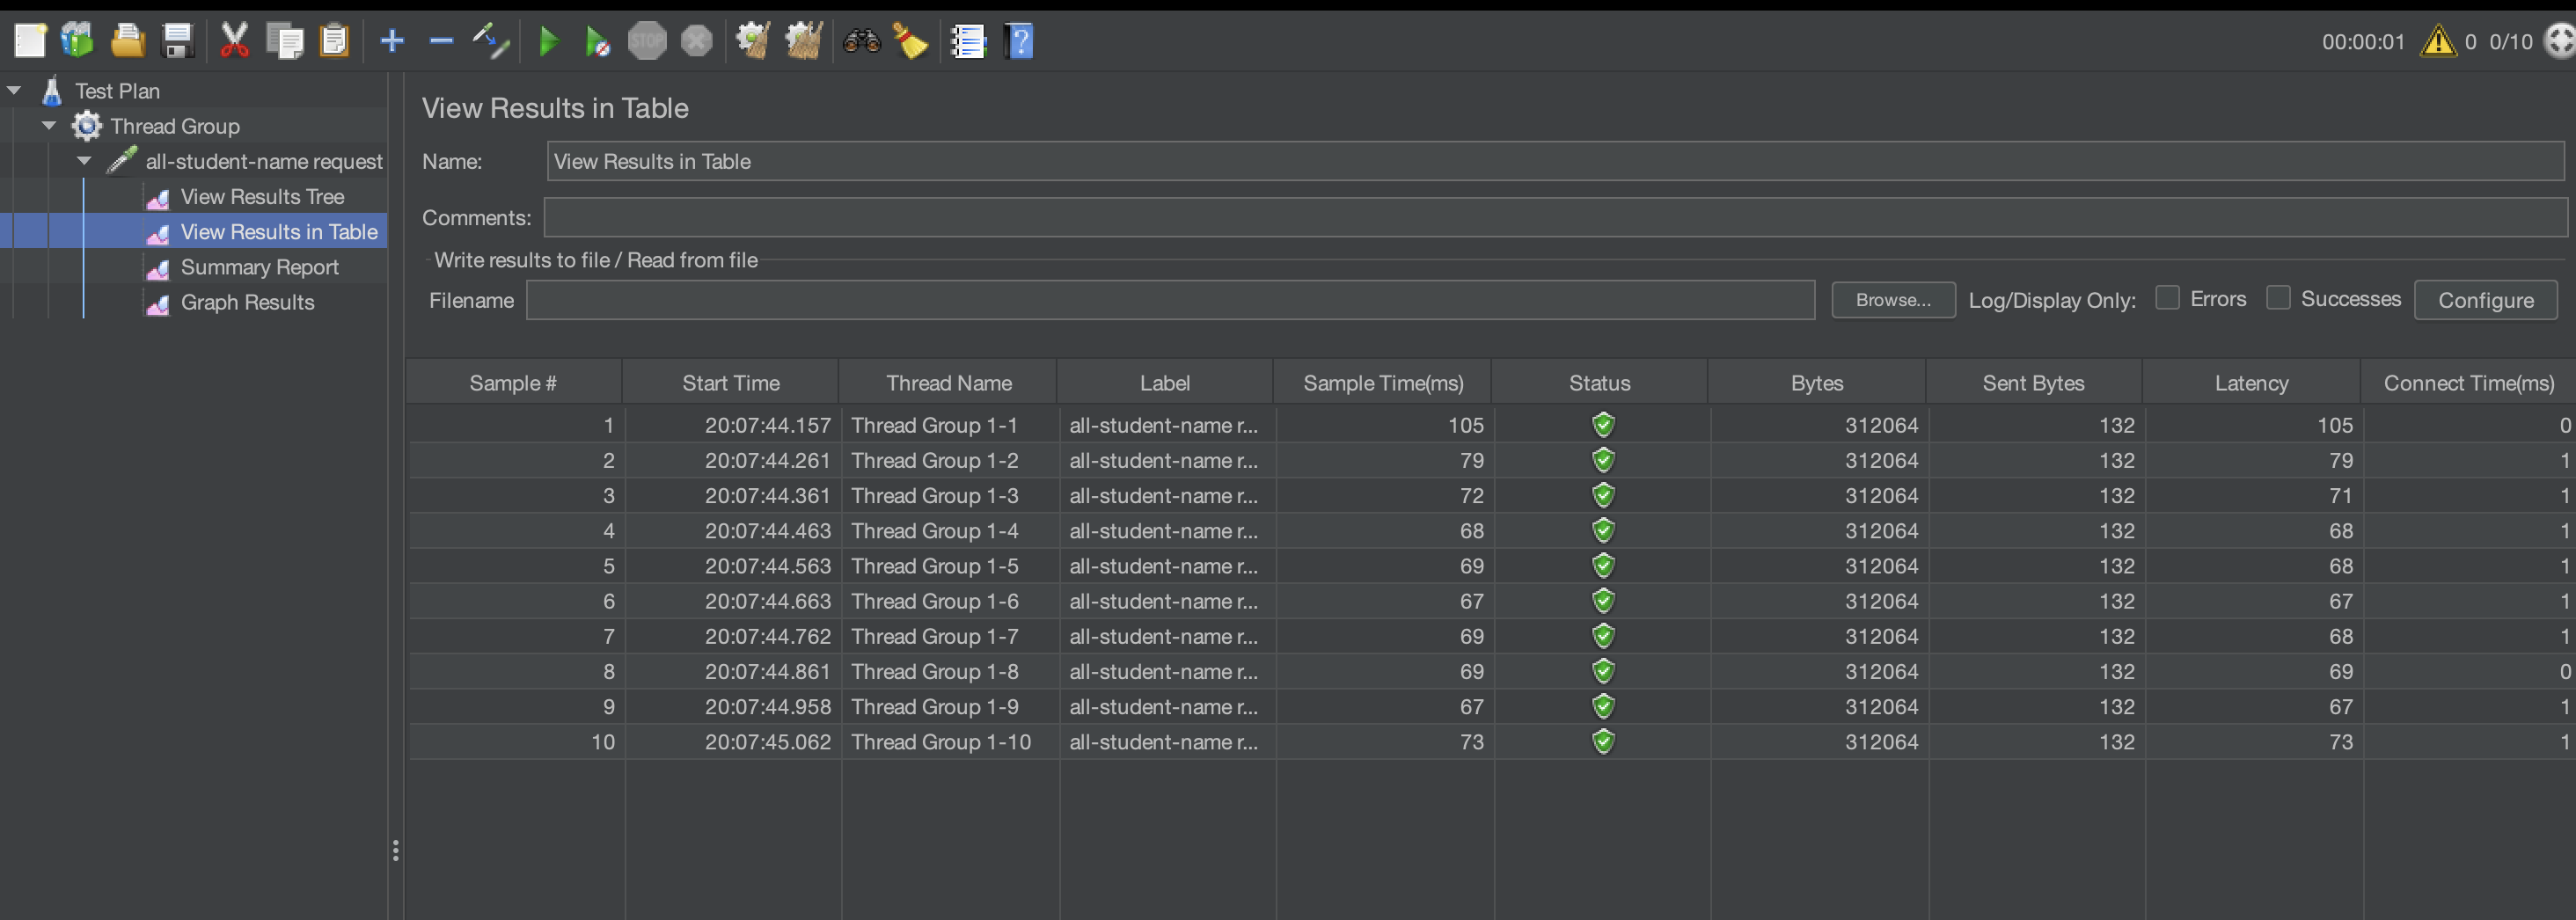 STOP
00:00:01 0 0/10
Test Plan
Thread Group
all-student-name request
View Results Tree
View Results in Table
Summary Report
Graph Results
View Results in Table
Name: View Results in Table
Comments:
Write results to file / Read from file
Filename Browse... Log/Display Only: Errors Successes Configure
Sample # Start Time Thread Name Label Sample Time(ms) Status Bytes Sent Bytes Latency Connect Time(ms)
1 20:07:44.157 Thread Group 1-1 all-student-name r... 105 312064 132 105 0
2 20:07:44.261 Thread Group 1-2 all-student-name r... 79 312064 132 79 1
3 20:07:44.361 Thread Group 1-3 all-student-name r... 72 312064 132 71 1
4 20:07:44.463 Thread Group 1-4 all-student-name r... 68 312064 132 68 1
5 20:07:44.563 Thread Group 1-5 all-student-name r... 69 312064 132 68 1
6 20:07:44.663 Thread Group 1-6 all-student-name r... 67 312064 132 67 1
7 20:07:44.762 Thread Group 1-7 all-student-name r... 69 312064 132 68 1
8 20:07:44.861 Thread Group 1-8 all-student-name r... 69 312064 132 69 0
9 20:07:44.958 Thread Group 1-9 all-student-name r... 67 312064 132 67 1
10 20:07:45.062 Thread Group 1-10 all-student-name r... 73 312064 132 73 1